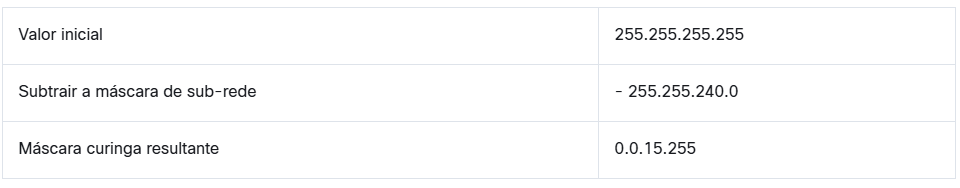 Valor inicial 255.255.255.255
Subtrair a máscara de sub-rede - 255.255.240.0
Máscara curinga resultante 0.0.15.255